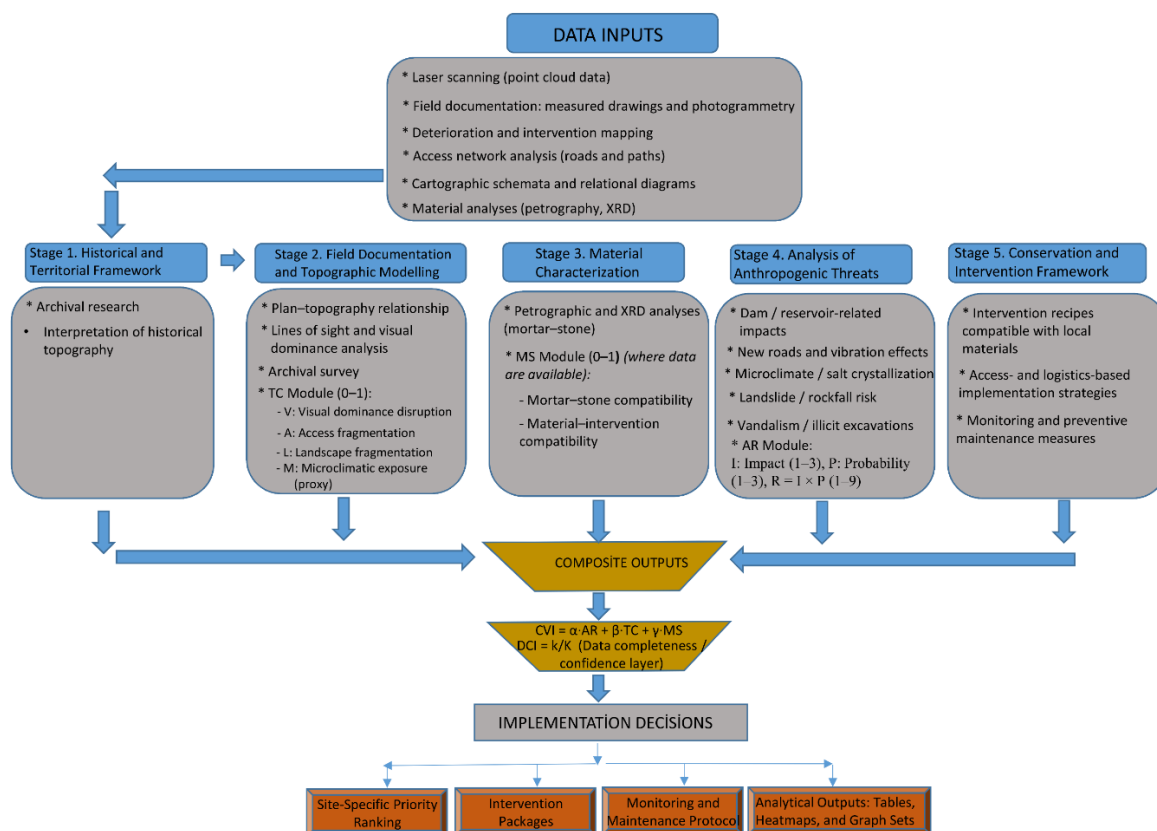 DATA INPUTS
* Laser scanning (point cloud data)
* Field documentation: measured drawings and photogrammetry
* Deterioration and intervention mapping
* Access network analysis (roads and paths)
* Cartographic schemata and relational diagrams
* Material analyses (petrography, XRD)
Stage 1. Historical and
Territorial Framework
* Archival research
• Interpretation of historical
topography
Stage 2. Field Documentation
and Topographic Modelling
* Plan–topography relationship
* Lines of sight and visual
dominance analysis
* Archival survey
* TC Module (0–1):
- V: Visual dominance disruption
- A: Access fragmentation
- L: Landscape fragmentation
- M: Microclimatic exposure
(proxy)
Stage 3. Material
Characterization
* Petrographic and XRD analyses
(mortar–stone)
* MS Module (0–1) (where data
are available):
- Mortar–stone compatibility
- Material–intervention
compatibility
Stage 4. Analysis of
Anthropogenic Threats
* Dam / reservoir-related
impacts
* New roads and vibration effects
* Microclimate / salt crystallization
* Landslide / rockfall risk
* Vandalism / illicit excavations
* AR Module:
I: Impact (1–3), P: Probability
(1–3), R = I × P (1–9)
Stage 5. Conservation and
Intervention Framework
* Intervention recipes
compatible with local
materials
* Access- and logistics-based
implementation strategies
* Monitoring and preventive
maintenance measures
COMPOSİTE OUTPUTS
CVI = α·AR + β·TC + γ·MS
DCI = k/K (Data completeness /
confidence layer)
IMPLEMENTATİON DECİSİONS
Site-Specific Priority
Ranking
Intervention
Packages
Monitoring and
Maintenance Protocol
Analytical Outputs: Tables,
Heatmaps, and Graph Sets